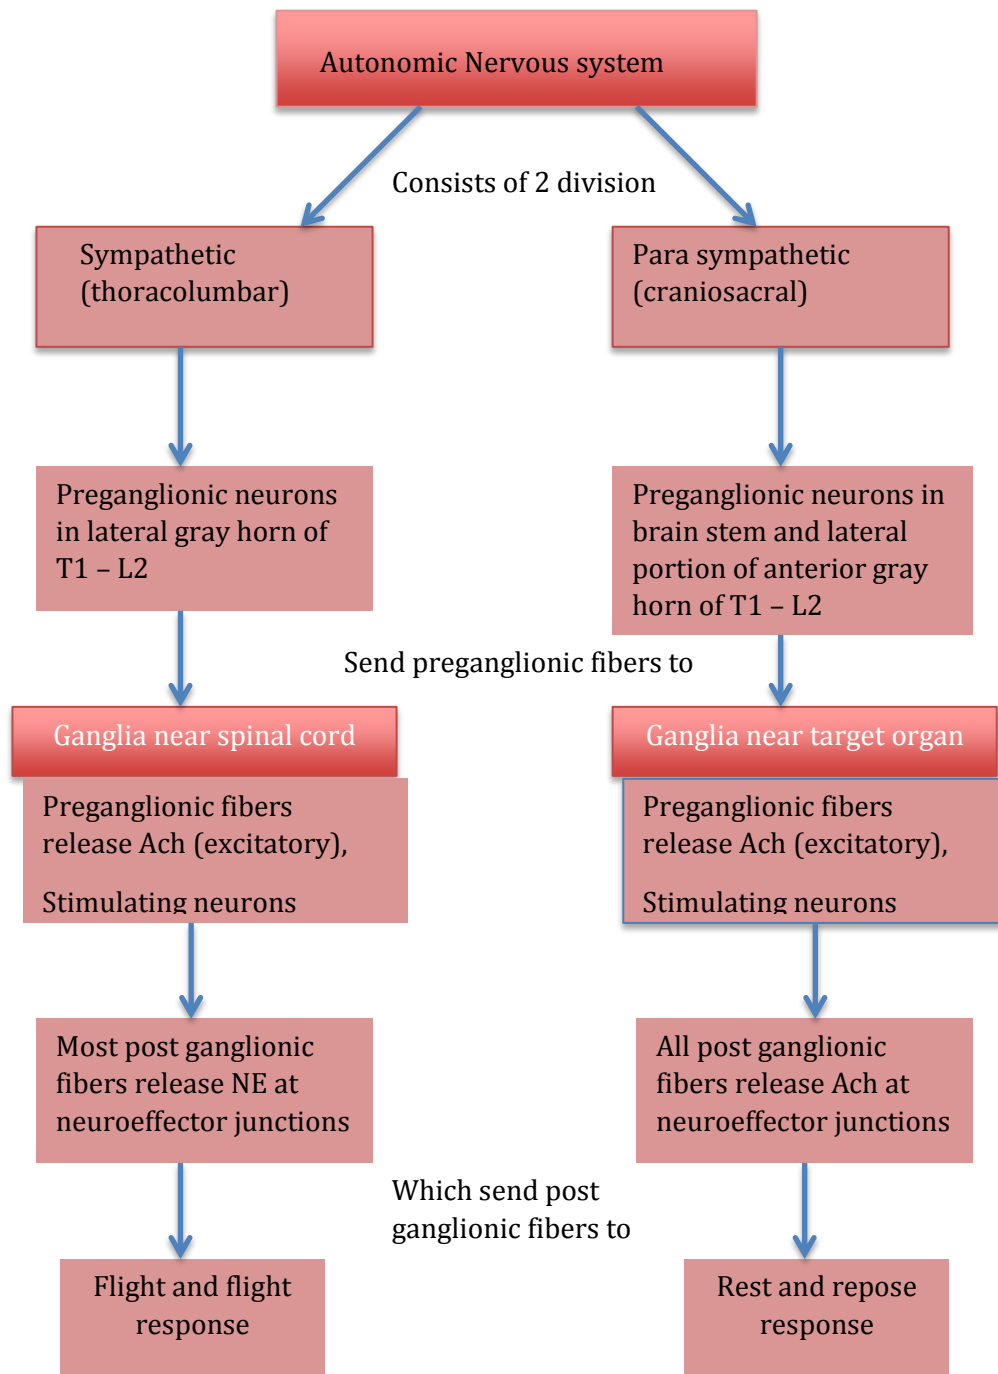 Autonomic Nervous system
Consists of 2 division
Sympathetic
(thoracolumbar)
Para sympathetic
(craniosacral)
Preganglionic neurons
in lateral gray horn of
T1 – L2
Preganglionic neurons in
brain stem and lateral
portion of anterior gray
horn of T1 – L2
Send preganglionic fibers to
Ganglia near spinal cord
Ganglia near target organ
Preganglionic fibers
release Ach (excitatory),
Stimulating neurons
Preganglionic fibers
release Ach (excitatory),
Stimulating neurons
Most post ganglionic
fibers release NE at
neuroeffector junctions
All post ganglionic
fibers release Ach at
neuroeffector junctions
Which send post
ganglionic fibers to
Flight and flight
response
Rest and repose
response